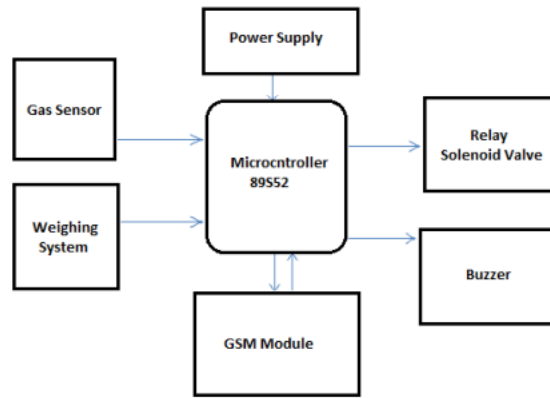 Power Supply
Gas Sensor
Microcntroller
89S52
Relay
Solenoid Valve
Weighing
System
Buzzer
GSM Module